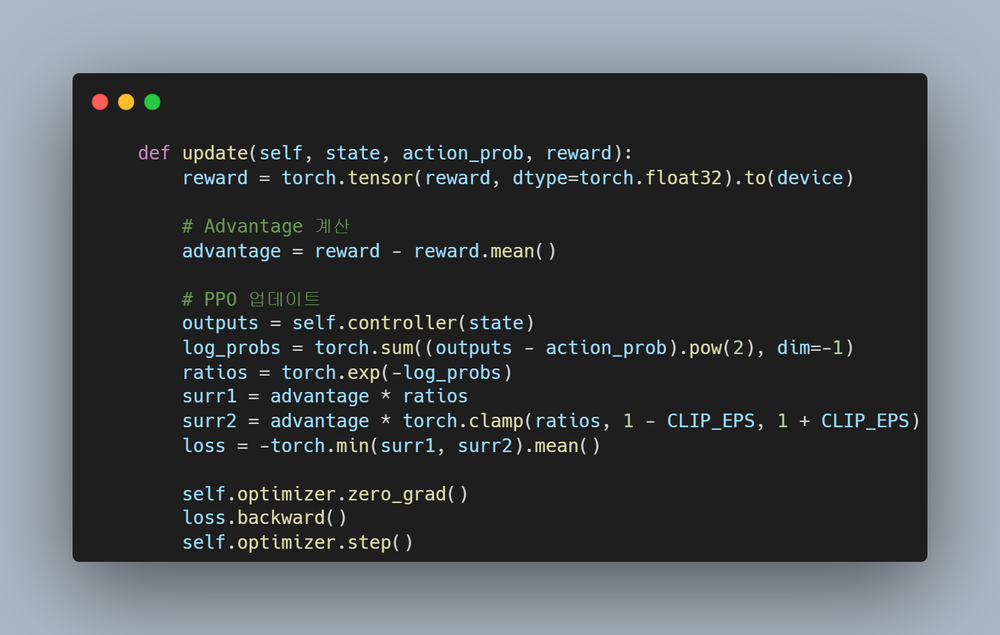 def update(self, state, action_prob, reward):
reward = torch.tensor(reward, dtype=torch.float32).to(device)
# Advantage 계산
advantage = reward - reward.mean()
# PPO 업데이트
outputs = self.controller(state)
log_probs = torch.sum((outputs - action_prob).pow(2), dim=-1)
ratios = torch.exp(-log_probs)
surr1 = advantage * ratios
surr2 = advantage * torch.clamp(ratios, 1 - CLIP_EPS, 1 + CLIP_EPS)
loss = -torch.min(surr1, surr2).mean()
self.optimizer.zero_grad()
loss.backward()
self.optimizer.step()